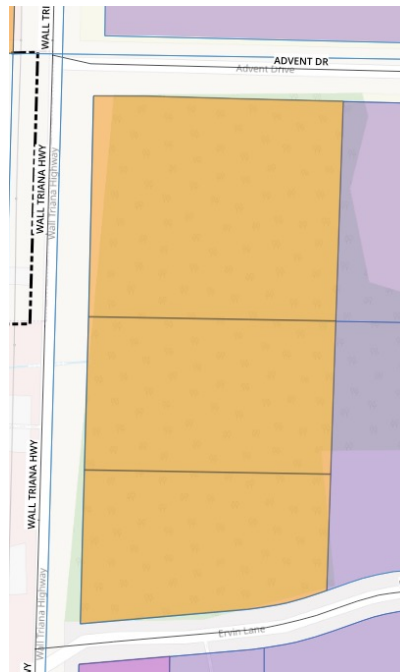 WALL TRI
ADVENT DR
Advent Drive
WALL TRIANA HWY
Wall Triana Highway
WALL TRIANA HWY
Wall Triana Highway
Ervin Lane
WY